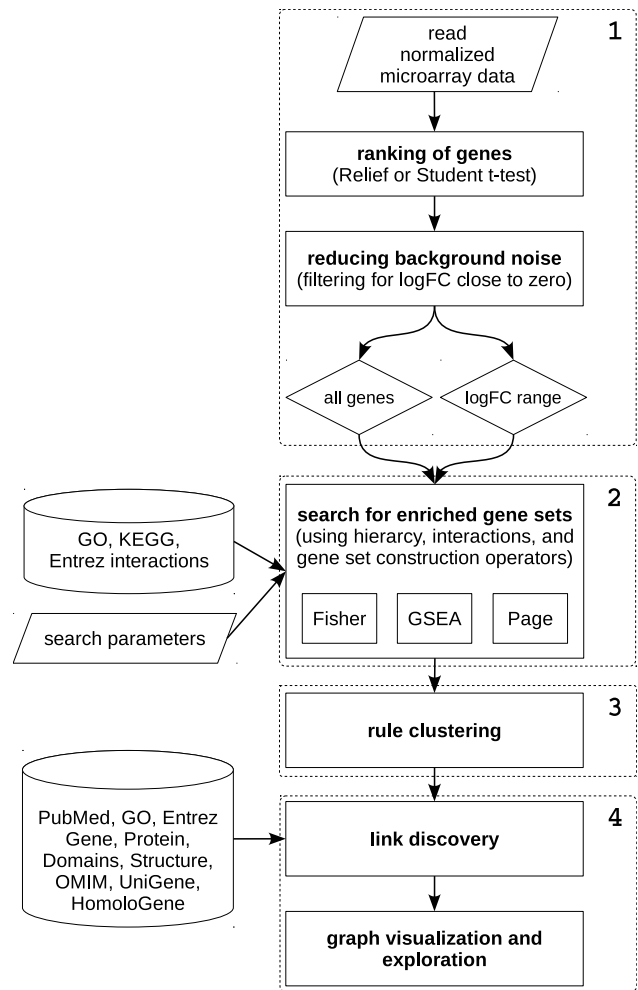 1
read
normalized
microarray data
ranking of genes
(Relief or Student t-test)
reducing background noise
(filtering for logFC close to zero)
all genes
logFC range
2
search for enriched gene sets
(using hierarcy, interactions, and
gene set construction operators)
Fisher
GSEA
Page
GO, KEGG,
Entrez interactions
search parameters
3
rule clustering
4
link discovery
PubMed, GO, Entrez
Gene, Protein,
Domains, Structure,
OMIM, UniGene,
HomoloGene
graph visualization and
exploration